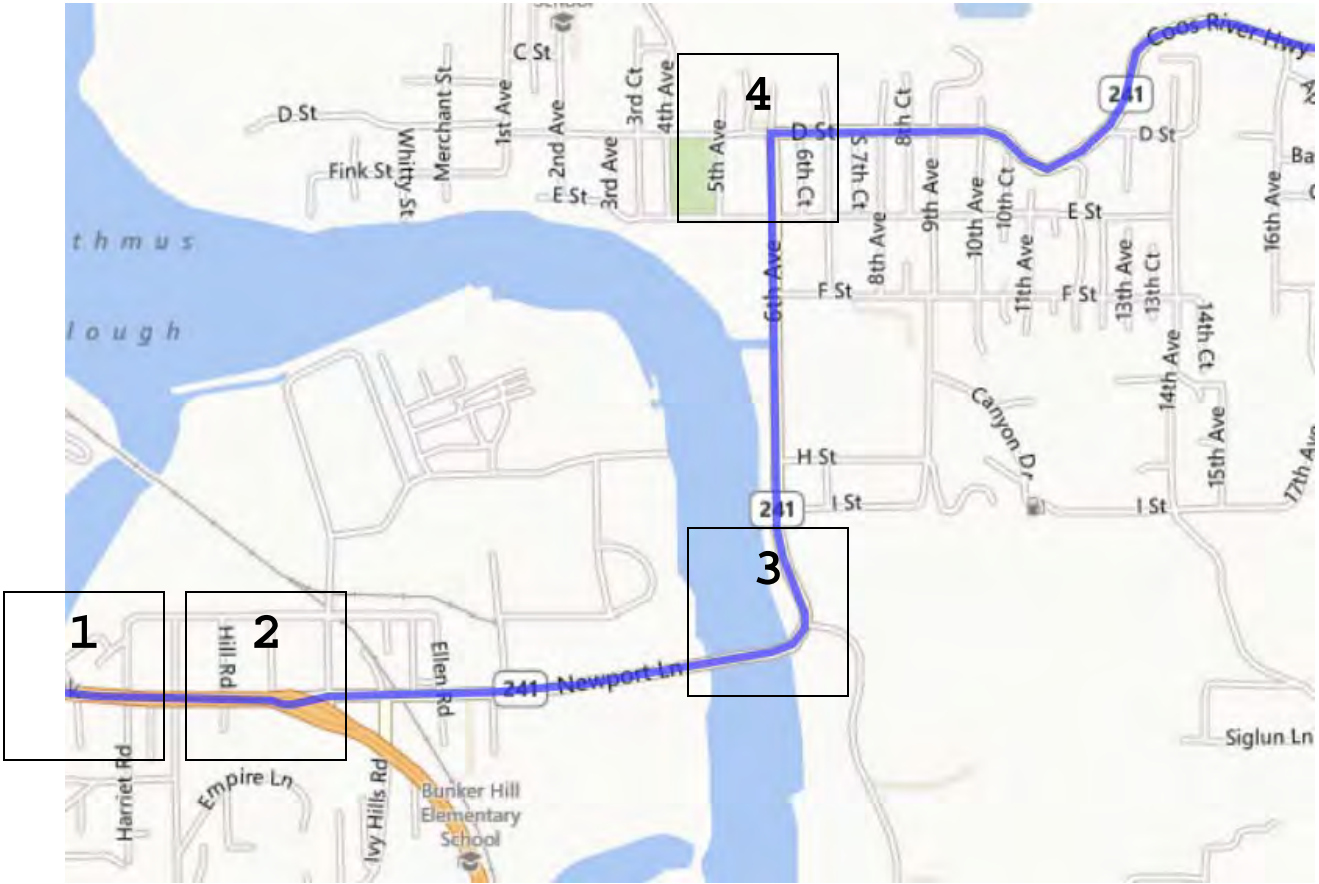 School
Coos River Hwy
C St
4
241
D St
Merchant St
1st Ave
2nd Ave
3rd Ct
4th Ave
D St
8th Ct
D St
Fink St
Whitty St
E St
3rd Ave
5th Ave
6th Ct
S 7th Ct
9th Ave
10th Ave
10th Ct
E St
16th Ave
Ba
thmus
6th Ave
8th Ave
11th Ave
13th Ave
13th Ct
F St
F St
lough
14th Ave
14th Ct
Canyon Dr
15th Ave
17th Ave
H St
241
I St
I St
3
1
2
Hill Rd
Ellen Rd
241
Newport Ln
Siglun Ln
Harriet Rd
Empire Ln
Ivy Hills Rd
Bunker Hill
Elementary
School